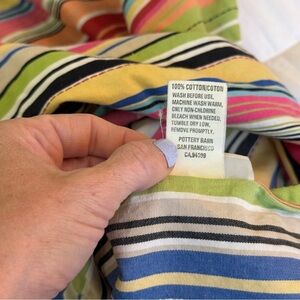 100% COTTON/COTON
WASH BEFORE USE.
MACHINE WASH WARM,
ONLY NON-CHLORINE
BLEACH WHEN NEEDED.
TUMBLE DRY LOW.
REMOVE PROMPTLY.
POTTERY BARN
SAN FRANCISCO
CA,94109